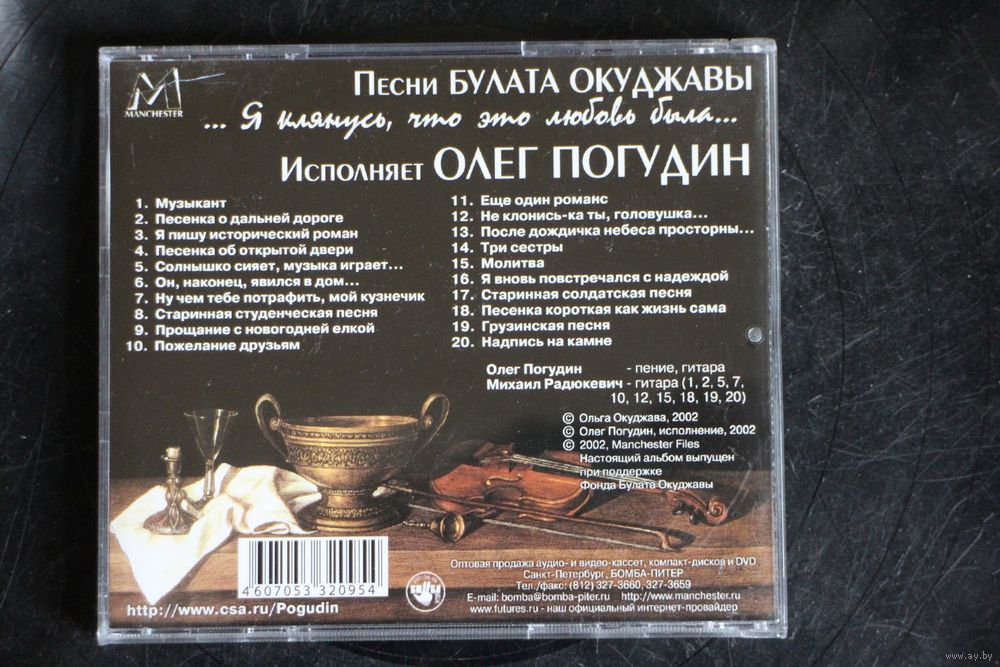 MANCHESTER
Песни БУЛАТА ОКУДЖАВЫ
... Я клянусь, что это любовь была...
Исполняет ОЛЕГ ПОГУДИН
1. Музыкант
2. Песенка о дальней дороге
3. Я пишу исторический роман
4. Песенка об открытой двери
5. Солнышко сияет, музыка играет...
6. Он, наконец, явился в дом...
7. Ну чем тебе потрафить, мой кузнечик
8. Старинная студенческая песня
9. Прощание с новогодней елкой
10. Пожелание друзьям
11. Еще один романс
12. Не клонись-ка ты, головушка...
13. После дождичка небеса просторны...
14. Три сестры
15. Молитва
16. Я вновь повстречался с надеждой
17. Старинная солдатская песня
18. Песенка короткая как жизнь сама
19. Грузинская песня
20. Надпись на камне
Олег Погудин - пение, гитара
Михаил Радюкевич - гитара (1, 2, 5, 7,
10, 12, 15, 18, 19, 20)
© Ольга Окуджава, 2002
© Олег Погудин, исполнение, 2002
© 2002, Manchester Files
Настоящий альбом выпущен
при поддержке
Фонда Булата Окуджавы
4607053320954
http://www.csa.ru/Pogudin
Оптовая продажа аудио- и видео-кассет, компакт-дисков и DVD
Санкт-Петербург, БОМБА-ПИТЕР
Тел./факс: (812) 327-3660, 327-3659
E-mail: bomba@bomba-piter.ru http://www.manchester.ru
www.futures.ru - наш официальный интернет-провайдер
www.ay.by